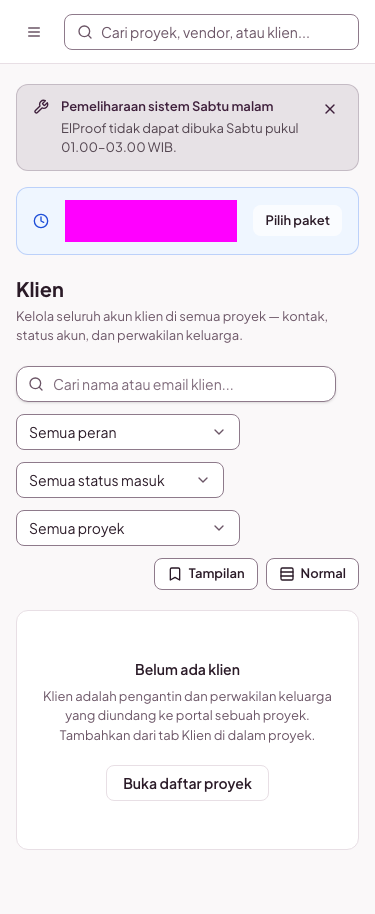 Cari proyek, vendor, atau klien...
Pemeliharaan sistem Sabtu malam
ElProof tidak dapat dibuka Sabtu pukul
01.00–03.00 WIB.
Pilih paket
Klien
Kelola seluruh akun klien di semua proyek — kontak,
status akun, dan perwakilan keluarga.
Cari nama atau email klien...
Semua peran
Semua status masuk
Semua proyek
Tampilan
Normal
Belum ada klien
Klien adalah pengantin dan perwakilan keluarga
yang diundang ke portal sebuah proyek.
Tambahkan dari tab Klien di dalam proyek.
Buka daftar proyek